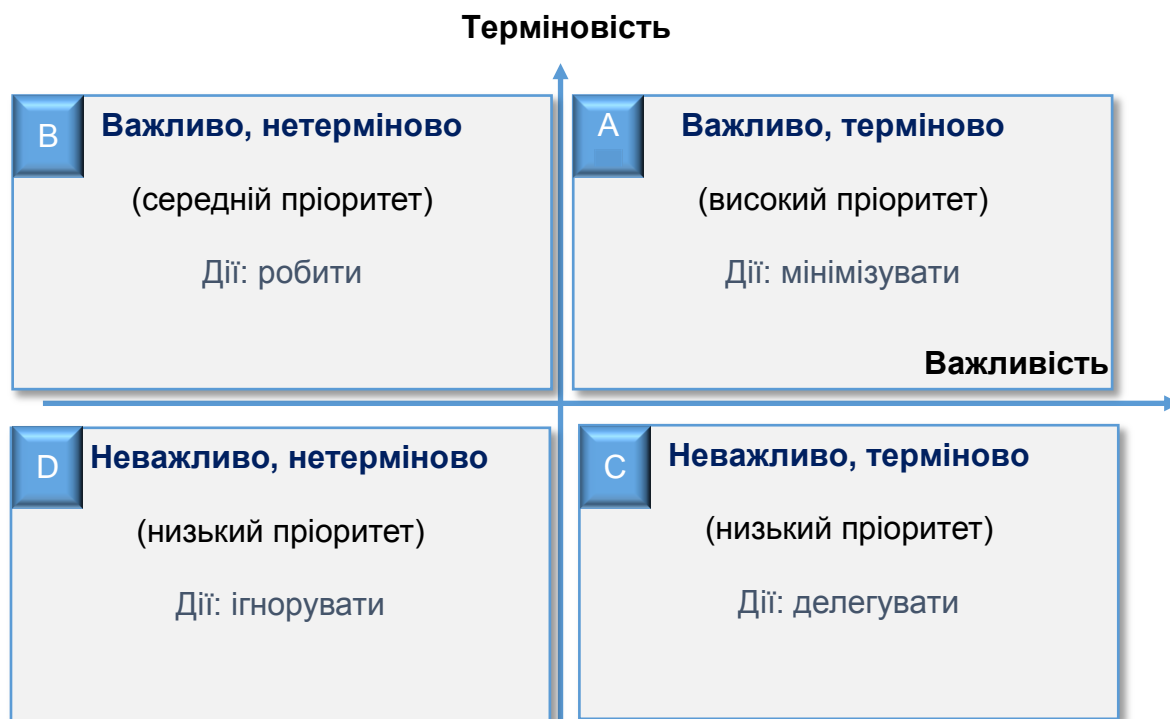 Терміновість
B
Важливо, нетерміново
(середній пріоритет)
Дії: робити
A
Важливо, терміново
(високий пріоритет)
Дії: мінімізувати
Важливість
D
Неважливо, нетерміново
(низький пріоритет)
Дії: ігнорувати
C
Неважливо, терміново
(низький пріоритет)
Дії: делегувати